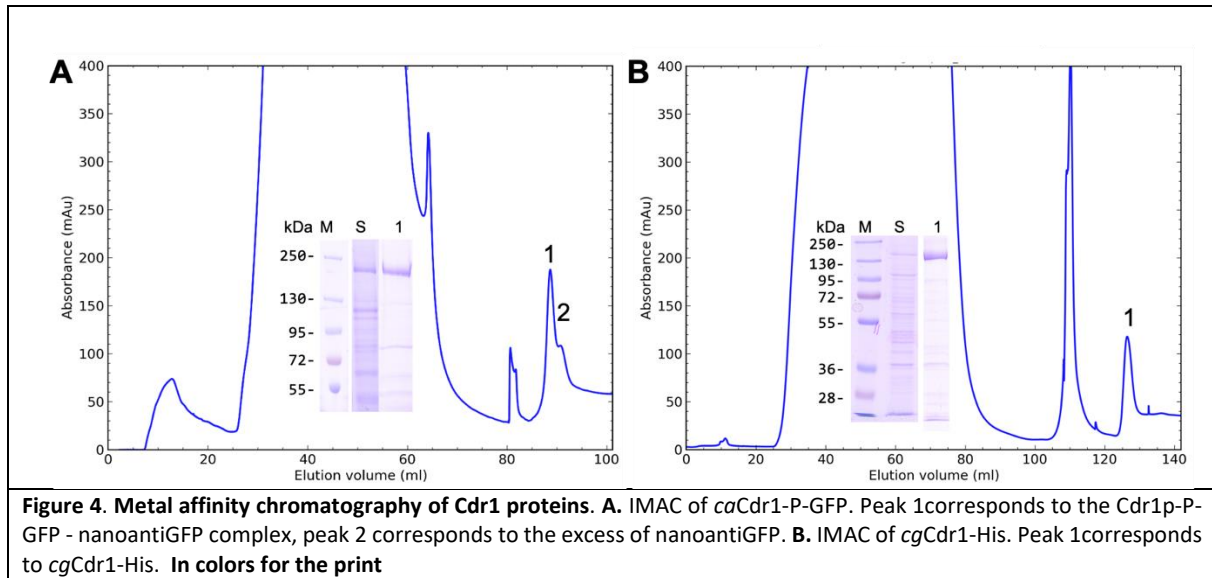 A
400
350
300
250
200
150
100
50
0
Absorbance (mAu)
0 20 40 60 80 100
Elution volume (ml)
kDa M S 1
250-
130-
95-
72-
55-
1
2
B
400
350
300
250
200
150
100
50
0
Absorbance (mAu)
0 20 40 60 80 100 120 140
Elution volume (ml)
kDa M S 1
250-
130-
95-
72-
55-
36-
28-
1
Figure 4. Metal affinity chromatography of Cdr1 proteins. A. IMAC of caCdr1-P-GFP. Peak 1corresponds to the Cdr1p-P-
GFP - nanoantiGFP complex, peak 2 corresponds to the excess of nanoantiGFP. B. IMAC of cgCdr1-His. Peak 1corresponds
to cgCdr1-His. In colors for the print